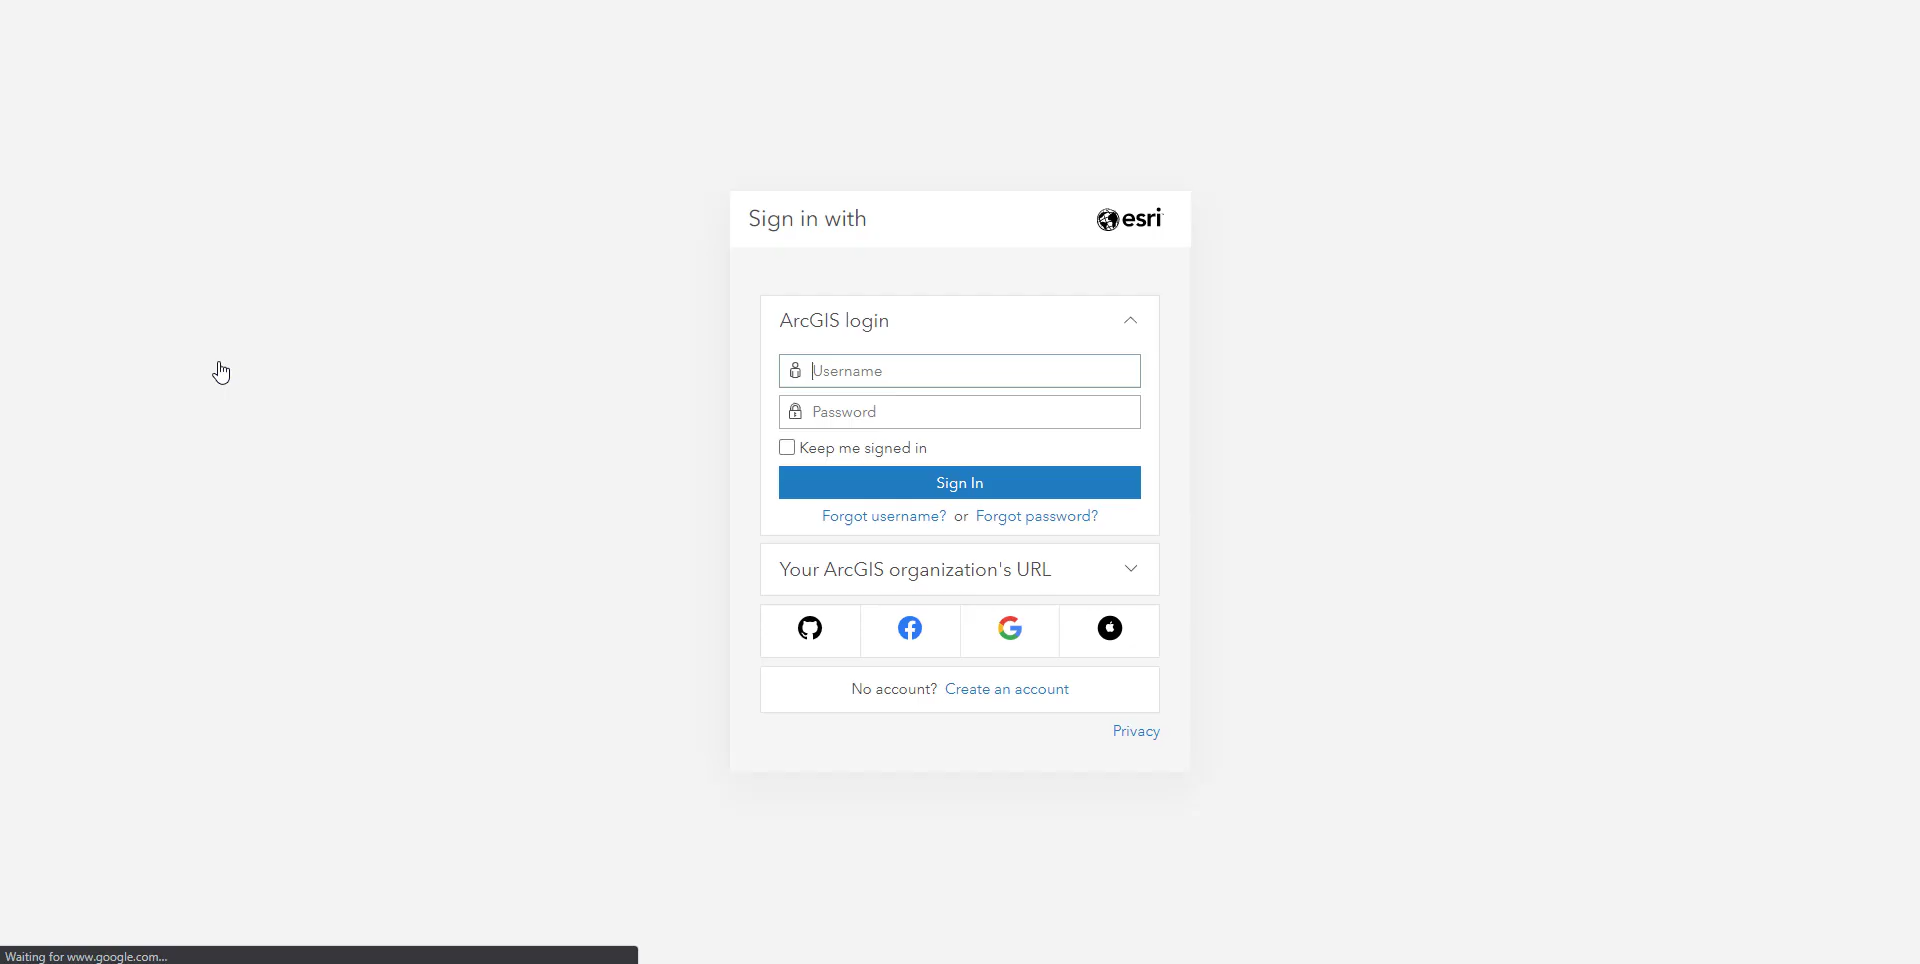 Sign in with
esri
ArcGIS login
Username
Password
Keep me signed in
Sign In
Forgot username? or Forgot password?
Your ArcGIS organization's URL
No account? Create an account
Privacy
Waiting for www.google.com...